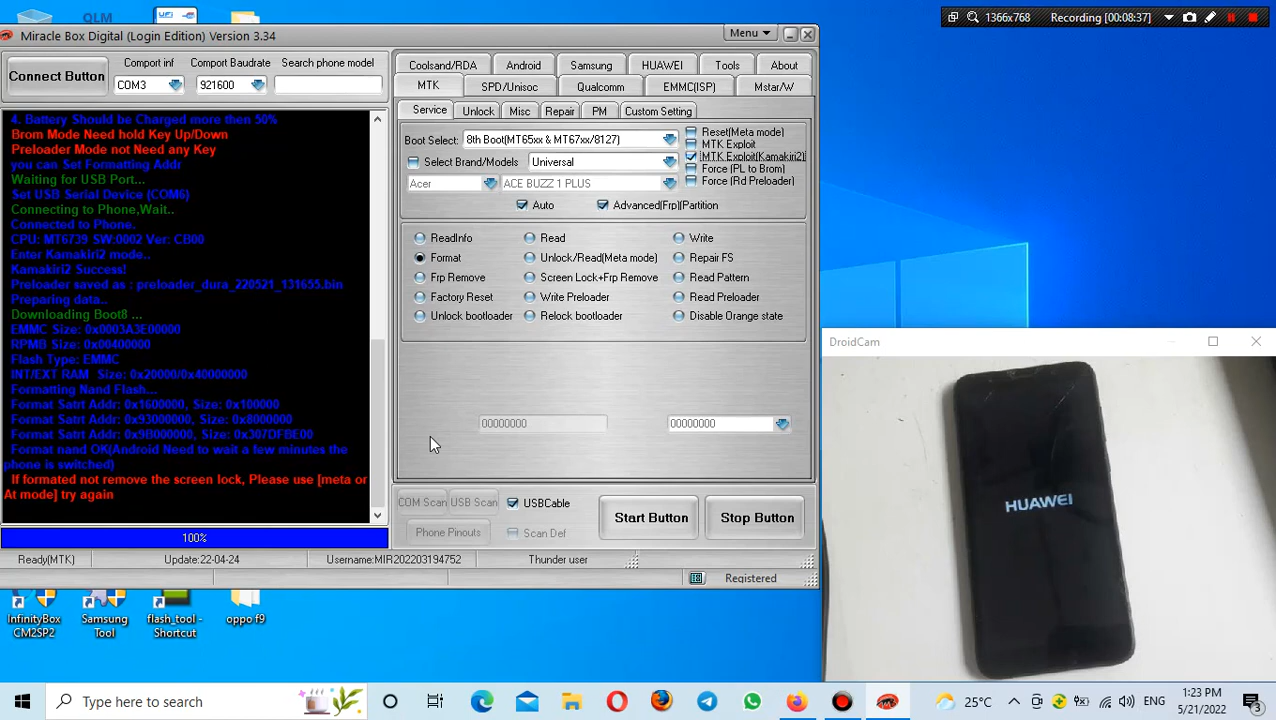 QLM
UFi
1366x768
Recording [00:08:37]
Miracle Box Digital (Login Edition) Version 3.34
Menu
Connect Button
Comport inf
Comport Baudrate
Search phone model
COM3
921600
Coolsand/RDA
Android
Samsung
HUAWEI
Tools
About
MTK
SPD/Unisoc
Qualcomm
EMMC(ISP)
Mstar/W
Service
Unlock
Misc
Repair
PM
Custom Setting
Boot Select:
8th Boot(MT65xx & MT67xx/8127)
Select Brand/Models
Universal
Acer
ACE BUZZ 1 PLUS
Auto
Advanced(Frp)(Partition
Reset(Meta mode)
MTK Exploit
MTK Exploit(Kamakiri2)
Force (PL to Brom)
Force (Rd Preloader)
4. Battery Should be Charged more then 50%
Brom Mode Need hold Key Up/Down
Preloader Mode not Need any Key
you can Set Formatting Addr
Waiting for USB Port...
Set USB Serial Device (COM6)
Connecting to Phone,Wait..
Connected to Phone.
CPU: MT6739 SW:0002 Ver: CB00
Enter Kamakiri2 mode..
Kamakiri2 Success!
Preloader saved as : preloader_dura_220521_131655.bin
Preparing data..
Downloading Boot8 ...
EMMC Size: 0x0003A3E00000
RPMB Size: 0x00400000
Flash Type: EMMC
INT/EXT RAM Size: 0x20000/0x40000000
Formatting Nand Flash...
Format Satrt Addr: 0x1600000, Size: 0x100000
Format Satrt Addr: 0x93000000, Size: 0x8000000
Format Satrt Addr: 0x9B000000, Size: 0x307DFBE00
Format nand OK(Android Need to wait a few minutes the
phone is switched)
If formated not remove the screen lock, Please use [meta or
At mode] try again
ReadInfo
Read
Write
Format
Unlock/Read(Meta mode)
Repair FS
Frp Remove
Screen Lock+Frp Remove
Read Pattern
Factory Reset
Write Preloader
Read Preloader
Unlock bootloader
Relock bootloader
Disable Orange state
00000000
00000000
COM Scan
USB Scan
USBCable
Phone Pinouts
Scan Def
Start Button
Stop Button
100%
Ready(MTK)
Update:22-04-24
Username:MIR202203194752
Thunder user
Registered
DroidCam
HUAWEI
InfinityBox
CM2SP2
Samsung
Tool
flash_tool -
Shortcut
oppo f9
Type here to search
25°C
ENG
1:23 PM
5/21/2022
3